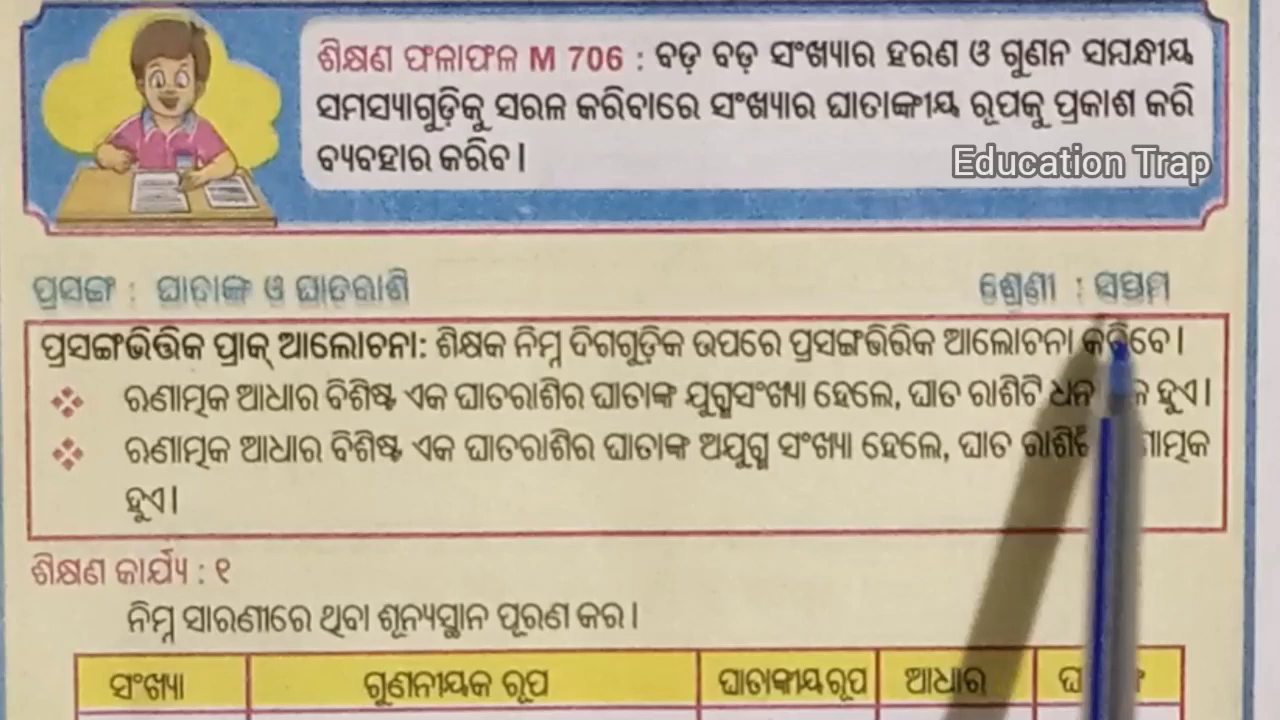 ଶିକ୍ଷଣ ଫଳାଫଳ M 706 : ବଡ଼ ବଡ଼ ସଂଖ୍ୟାର ହରଣ ଓ ଗୁଣନ ସମ୍ବନ୍ଧୀୟ
ସମସ୍ୟାଗୁଡ଼ିକୁ ସରଳ କରିବାରେ ସଂଖ୍ୟାର ଘାତାଙ୍କୀୟ ରୂପକୁ ପ୍ରକାଶ କରି
ବ୍ୟବହାର କରିବ।
Education Trap
ପ୍ରସଙ୍ଗ : ଘାତାଙ୍କ ଓ ଘାତରାଶି ଶ୍ରେଣୀ : ସପ୍ତମ
ପ୍ରସଙ୍ଗଭିତ୍ତିକ ପ୍ରାକ୍ ଆଲୋଚନା: ଶିକ୍ଷକ ନିମ୍ନ ଦିଗଗୁଡ଼ିକ ଉପରେ ପ୍ରସଙ୍ଗଭିତ୍ତିକ ଆଲୋଚନା କରିବେ।
ଋଣାତ୍ମକ ଆଧାର ବିଶିଷ୍ଟ ଏକ ଘାତରାଶିର ଘାତାଙ୍କ ଯୁଗ୍ମସଂଖ୍ୟା ହେଲେ, ଘାତ ରାଶିଟି ହୁଏ।
ଋଣାତ୍ମକ ଆଧାର ବିଶିଷ୍ଟ ଏକ ଘାତରାଶିର ଘାତାଙ୍କ ଅଯୁଗ୍ମ ସଂଖ୍ୟା ହେଲେ, ଘାତ ରାଶିଟି
ହୁଏ।
ଶିକ୍ଷଣ କାର୍ଯ୍ୟ : ୧
ନିମ୍ନ ସାରଣୀରେ ଥିବା ଶୂନ୍ୟସ୍ଥାନ ପୂରଣ କର।
ସଂଖ୍ୟା ଗୁଣନୀୟକ ରୂପ ଘାତାଙ୍କୀୟରୂପ ଆଧାର